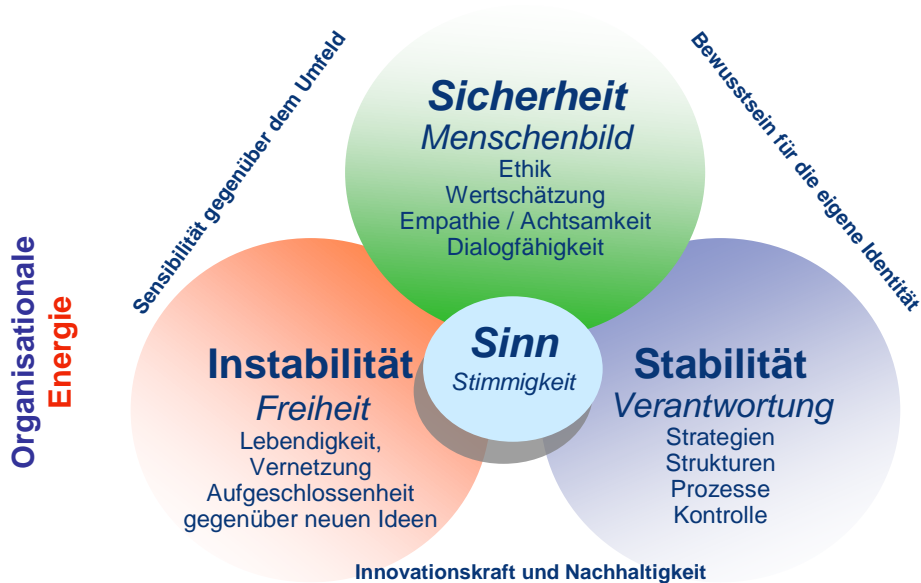 Organisationale
Energie
Sensibilität gegenüber dem Umfeld
Bewusstsein für die eigene Identität
Sicherheit
Menschenbild
Ethik
Wertschätzung
Empathie / Achtsamkeit
Dialogfähigkeit
Sinn
Stimmigkeit
Instabilität
Freiheit
Lebendigkeit,
Vernetzung
Aufgeschlossenheit
gegenüber neuen Ideen
Stabilität
Verantwortung
Strategien
Strukturen
Prozesse
Kontrolle
Innovationskraft und Nachhaltigkeit